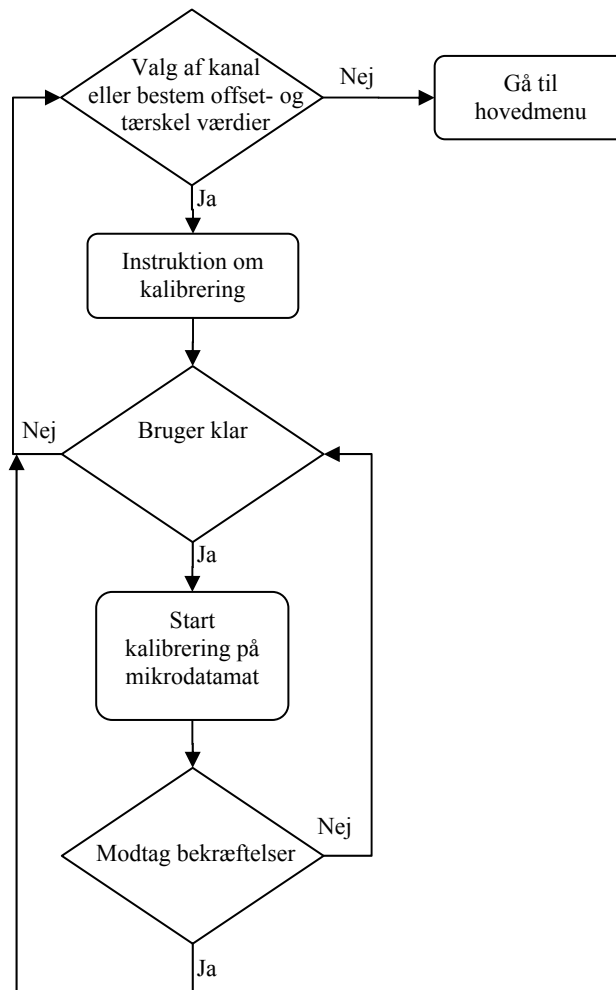 Valg af kanal
eller bestem offset- og
tærskel værdier
Nej
Gå til
hovedmenu
Ja
Instruktion om
kalibrering
Nej
Bruger klar
Ja
Start
kalibrering på
mikrodatamat
Nej
Modtag bekræftelser
Ja